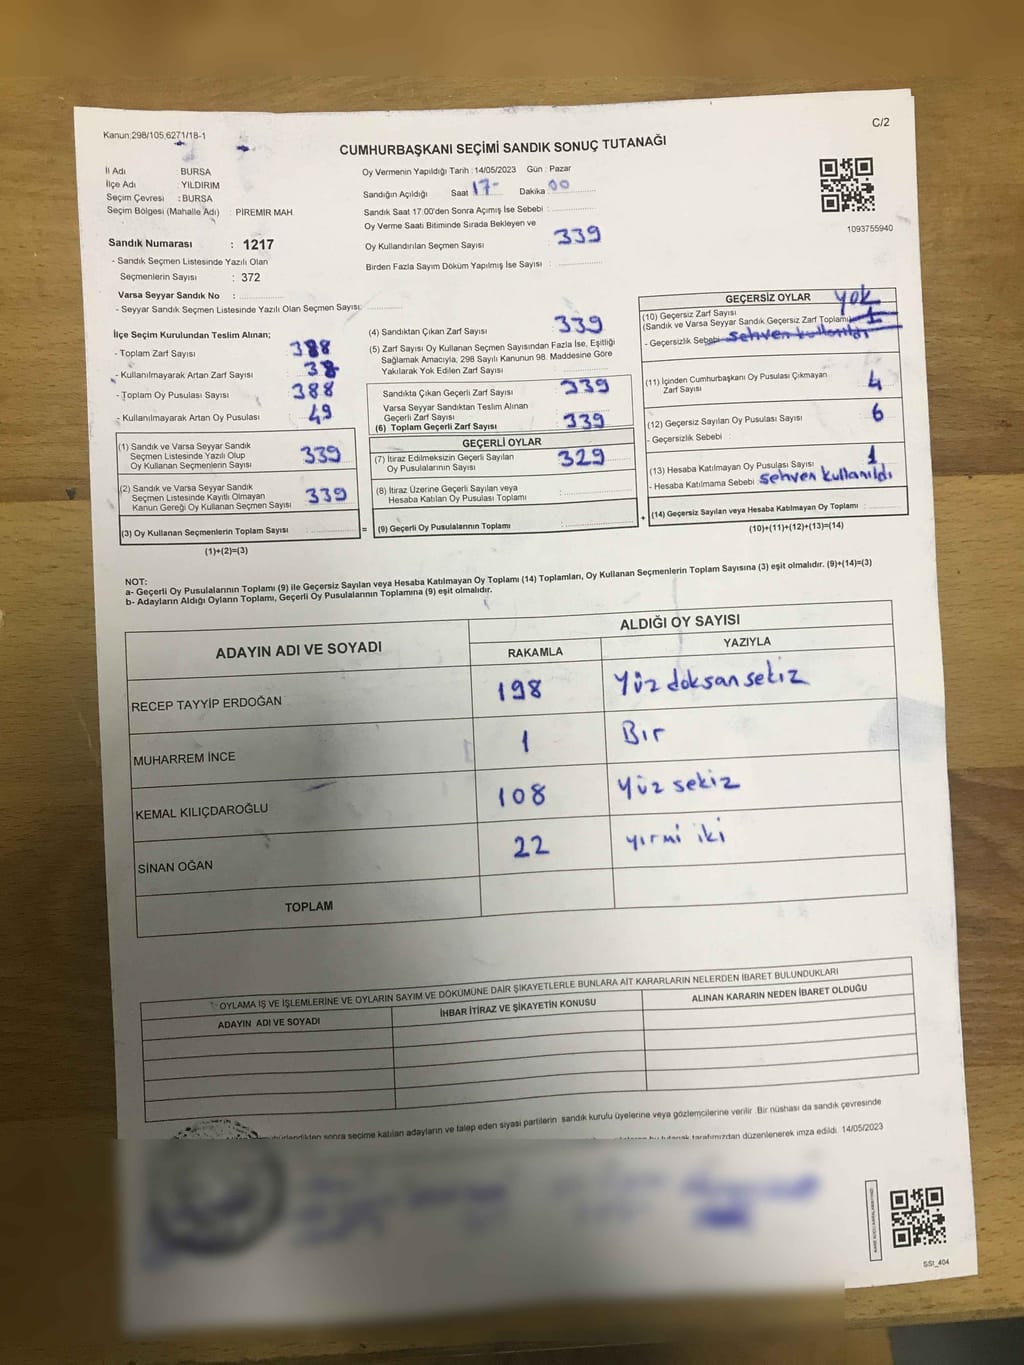 Kanun:298/105,6271/18-1
C/2
CUMHURBAŞKANI SEÇİMİ SANDIK SONUÇ TUTANAĞI
İl Adı : BURSA
İlçe Adı : YILDIRIM
Seçim Çevresi : BURSA
Seçim Bölgesi (Mahalle Adı) : PİREMİR MAH.
Oy Vermenin Yapıldığı Tarih : 14/05/2023 Gün : Pazar
Sandığın Açıldığı Saat 17- Dakika 00
Sandık Saat 17.00'den Sonra Açılmış İse Sebebi :
Oy Verme Saati Bitiminde Sırada Bekleyen ve
Oy Kullandırılan Seçmen Sayısı : 339
Birden Fazla Sayım Döküm Yapılmış İse Sayısı :
1093755940
Sandık Numarası : 1217
- Sandık Seçmen Listesinde Yazılı Olan
Seçmenlerin Sayısı : 372
Varsa Seyyar Sandık No :
- Seyyar Sandık Seçmen Listesinde Yazılı Olan Seçmen Sayısı:
İlçe Seçim Kurulundan Teslim Alınan;
- Toplam Zarf Sayısı : 388
- Kullanılmayarak Artan Zarf Sayısı :
- Toplam Oy Pusulası Sayısı : 388
- Kullanılmayarak Artan Oy Pusulası : 49
(1) Sandık ve Varsa Seyyar Sandık
Seçmen Listesinde Yazılı Olup
Oy Kullanan Seçmenlerin Sayısı : 339
(2) Sandık ve Varsa Seyyar Sandık
Seçmen Listesinde Kayıtlı Olmayan
Kanun Gereği Oy Kullanan Seçmen Sayısı : 339
(3) Oy Kullanan Seçmenlerin Toplam Sayısı :
(1)+(2)=(3)
(4) Sandıktan Çıkan Zarf Sayısı : 339
(5) Zarf Sayısı Oy Kullanan Seçmen Sayısından Fazla İse, Eşitliği
Sağlamak Amacıyla, 298 Sayılı Kanunun 98. Maddesine Göre
Yakılarak Yok Edilen Zarf Sayısı :
Sandıkta Çıkan Geçerli Zarf Sayısı : 339
Varsa Seyyar Sandıktan Teslim Alınan
Geçerli Zarf Sayısı :
(6) Toplam Geçerli Zarf Sayısı : 339
GEÇERLİ OYLAR
(7) İtiraz Edilmeksizin Geçerli Sayılan
Oy Pusulalarının Sayısı : 329
(8) İtiraz Üzerine Geçerli Sayılan veya
Hesaba Katılan Oy Pusulası Toplamı :
= (9) Geçerli Oy Pusulalarının Toplamı :
GEÇERSİZ OYLAR yok
(10) Geçersiz Zarf Sayısı
(Sandık ve Varsa Seyyar Sandık Geçersiz Zarf Toplamı) : 1
- Geçersizlik Sebebi sehven kullanıldı
(11) İçinden Cumhurbaşkanı Oy Pusulası Çıkmayan
Zarf Sayısı : 4
(12) Geçersiz Sayılan Oy Pusulası Sayısı : 6
- Geçersizlik Sebebi :
(13) Hesaba Katılmayan Oy Pusulası Sayısı : 1
- Hesaba Katılmama Sebebi : sehven kullanıldı
+ (14) Geçersiz Sayılan veya Hesaba Katılmayan Oy Toplamı :
(10)+(11)+(12)+(13)=(14)
NOT:
a- Geçerli Oy Pusulalarının Toplamı (9) ile Geçersiz Sayılan veya Hesaba Katılmayan Oy Toplamı (14) Toplamları, Oy Kullanan Seçmenlerin Toplam Sayısına (3) eşit olmalıdır. (9)+(14)=(3)
b- Adayların Aldığı Oyların Toplamı, Geçerli Oy Pusulalarının Toplamına (9) eşit olmalıdır.
ADAYIN ADI VE SOYADI
ALDIĞI OY SAYISI
RAKAMLA YAZIYLA
RECEP TAYYİP ERDOĞAN 198 Yüz doksan sekiz
MUHARREM İNCE 1 Bır
KEMAL KILIÇDAROĞLU 108 yüz sekiz
SİNAN OĞAN 22 yırmi iki
TOPLAM
OYLAMA İŞ VE İŞLEMLERİNE VE OYLARIN SAYIM VE DÖKÜMÜNE DAİR ŞİKAYETLERLE BUNLARA AİT KARARLARIN NELERDEN İBARET BULUNDUKLARI
ADAYIN ADI VE SOYADI İHBAR İTİRAZ VE ŞİKAYETİN KONUSU ALINAN KARARIN NEDEN İBARET OLDUĞU
sonra seçime katılan adayların ve talep eden siyasi partilerin sandık kurulu üyelerine veya gözlemcilerine verilir. Bir nüshası da sandık çevresinde
tarafımızdan düzenlenerek imza edildi. 14/05/2023
SSt_404